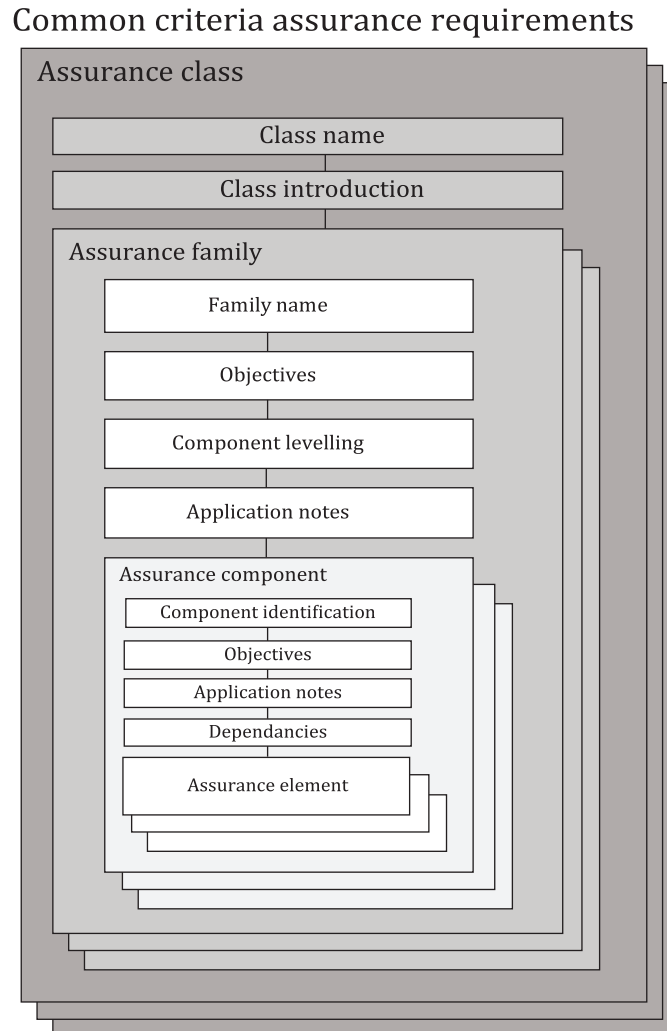 Common criteria assurance requirements
Assurance class
Class name
Class introduction
Assurance family
Family name
Objectives
Component levelling
Application notes
Assurance component
Component identification
Objectives
Application notes
Dependancies
Assurance element